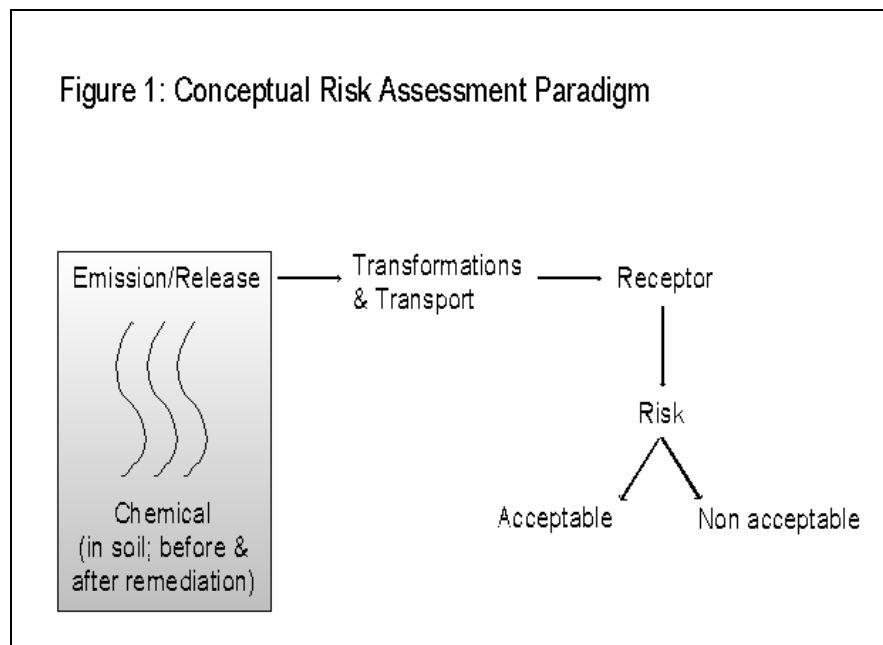 Figure 1: Conceptual Risk Assessment Paradigm
Emission/Release
Transformations
& Transport
Receptor
Risk
Acceptable
Non acceptable
Chemical
(in soil; before &
after remediation)